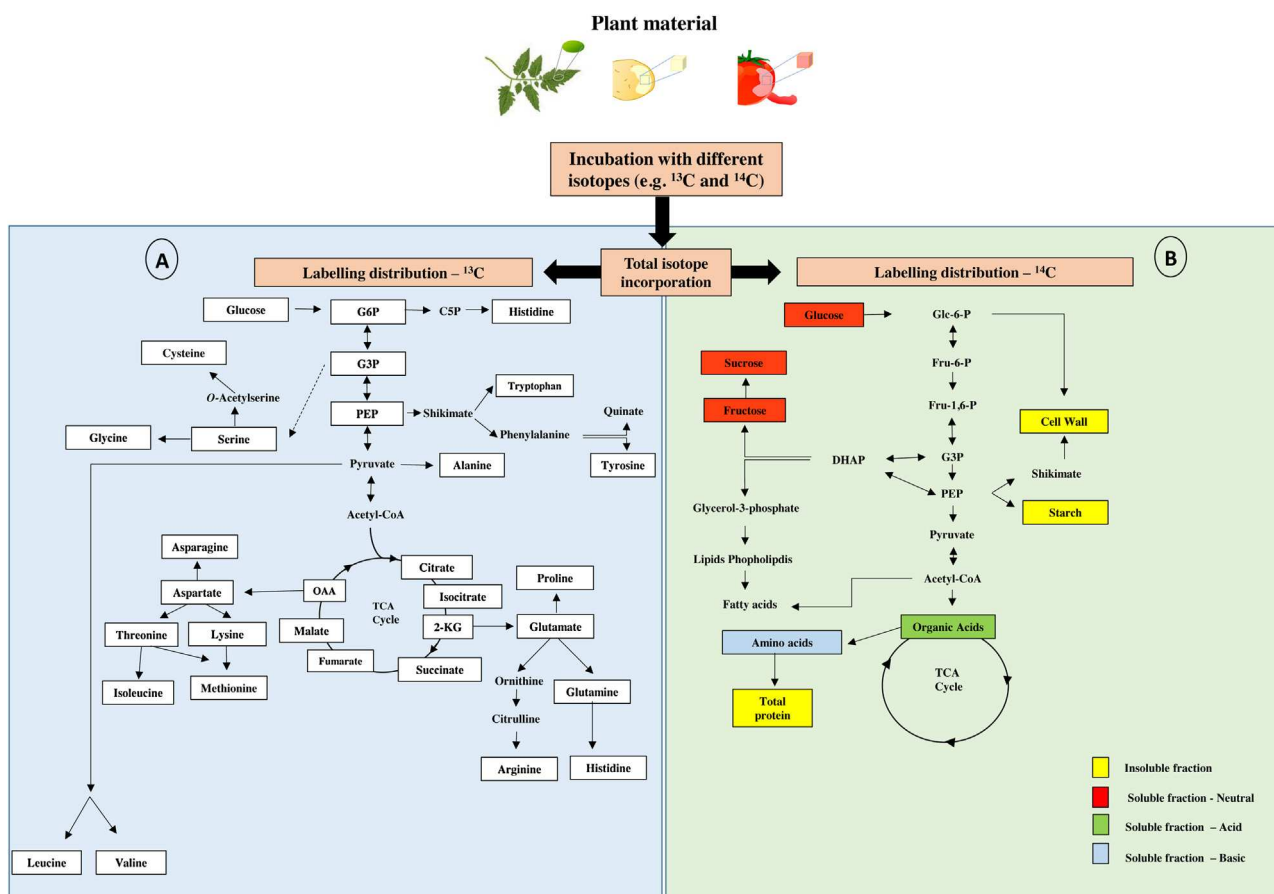 Plant material
Incubation with different
isotopes (e.g. ¹³C and ¹⁴C)
Total isotope
incorporation
A
Labelling distribution – ¹³C
Glucose
G6P
C5P
Histidine
Cysteine
G3P
O-Acetylserine
Tryptophan
PEP
Shikimate
Quinate
Glycine
Serine
Phenylalanine
Pyruvate
Alanine
Tyrosine
Acetyl-CoA
Asparagine
Citrate
Proline
Aspartate
OAA
Isocitrate
TCA
Cycle
Threonine
Lysine
Malate
2-KG
Glutamate
Fumarate
Succinate
Isoleucine
Methionine
Ornithine
Glutamine
Citrulline
Arginine
Histidine
Leucine
Valine
B
Labelling distribution – ¹⁴C
Glucose
Glc-6-P
Sucrose
Fru-6-P
Fructose
Fru-1,6-P
Cell Wall
DHAP
G3P
Shikimate
PEP
Glycerol-3-phosphate
Starch
Pyruvate
Lipids Phopholipdis
Acetyl-CoA
Fatty acids
Organic Acids
Amino acids
TCA
Cycle
Total
protein
Insoluble fraction
Soluble fraction - Neutral
Soluble fraction – Acid
Soluble fraction – Basic